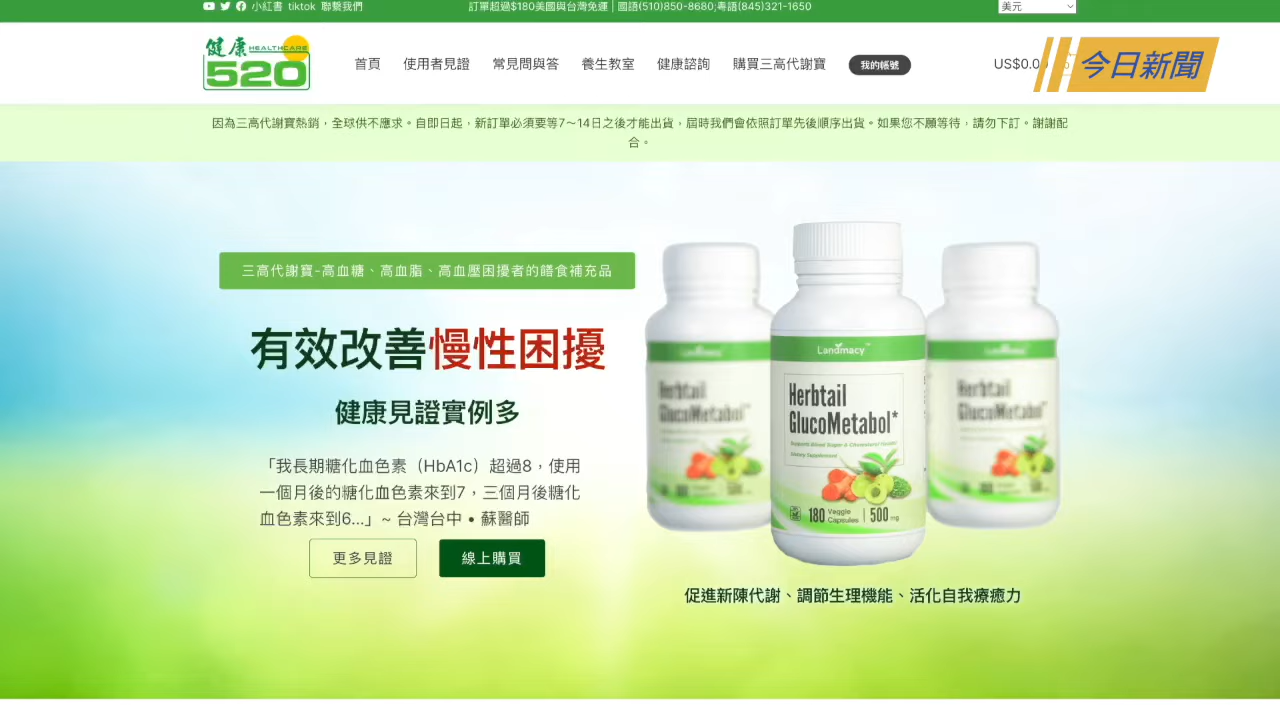 小紅書 tiktok 聯繫我們
訂單超過$180美國與台灣免運 | 國語(510)850-8680;粵語(845)321-1650
美元
健康 HEALTHCARE
520
首頁 使用者見證 常見問與答 養生教室 健康諮詢 購買三高代謝寶 我的帳號
US$0.0
今日新聞
因為三高代謝寶熱銷，全球供不應求。自即日起，新訂單必須要等7～14日之後才能出貨，屆時我們會依照訂單先後順序出貨。如果您不願等待，請勿下訂。謝謝配
合。
三高代謝寶-高血糖、高血脂、高血壓困擾者的膳食補充品
有效改善慢性困擾
健康見證實例多
「我長期糖化血色素（HbA1c）超過8，使用
一個月後的糖化血色素來到7，三個月後糖化
血色素來到6...」~ 台灣台中 • 蘇醫師
更多見證 線上購買
Landmacy™
Herbtail
GlucoMetabol*
Dietary Supplement
180 Veggie Capsules | 500 mg
Herbtail
GlucoMetabol
Herbtail
GlucoMetabol
促進新陳代謝、調節生理機能、活化自我療癒力